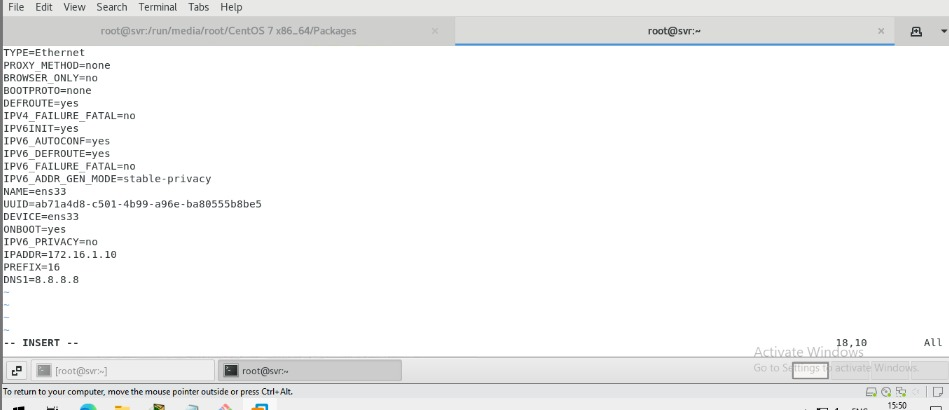 File Edit View Search Terminal Tabs Help
root@svr:/run/media/root/CentOS 7 x86_64/Packages × root@svr:~ ×
TYPE=Ethernet
PROXY_METHOD=none
BROWSER_ONLY=no
BOOTPROTO=none
DEFROUTE=yes
IPV4_FAILURE_FATAL=no
IPV6INIT=yes
IPV6_AUTOCONF=yes
IPV6_DEFROUTE=yes
IPV6_FAILURE_FATAL=no
IPV6_ADDR_GEN_MODE=stable-privacy
NAME=ens33
UUID=ab71a4d8-c501-4b99-a96e-ba80555b8be5
DEVICE=ens33
ONBOOT=yes
IPV6_PRIVACY=no
IPADDR=172.16.1.10
PREFIX=16
DNS1=8.8.8.8
~
~
~
~
-- INSERT -- 18,10 All
Activate Windows
Go to Settings to activate Windows.
[root@svr:~] root@svr:~
To return to your computer, move the mouse pointer outside or press Ctrl+Alt.
15:50